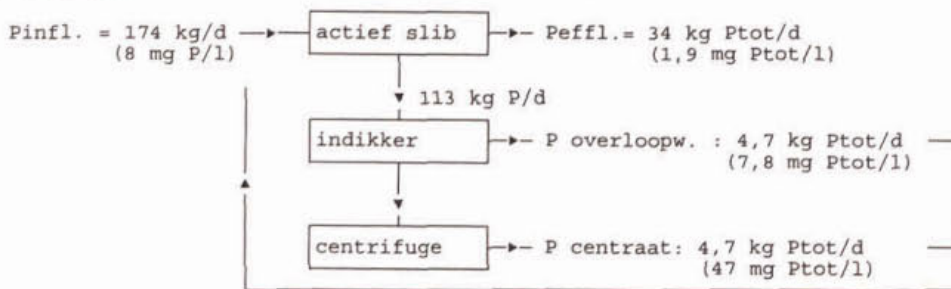 Pinfl. = 174 kg/d actief slib Peffl.= 34 kg Ptot/d
(8 mg P/l) (1,9 mg Ptot/l)
113 kg P/d
indikker P overloopw. : 4,7 kg Ptot/d
(7,8 mg Ptot/l)
centrifuge P centraat: 4,7 kg Ptot/d
(47 mg Ptot/l)